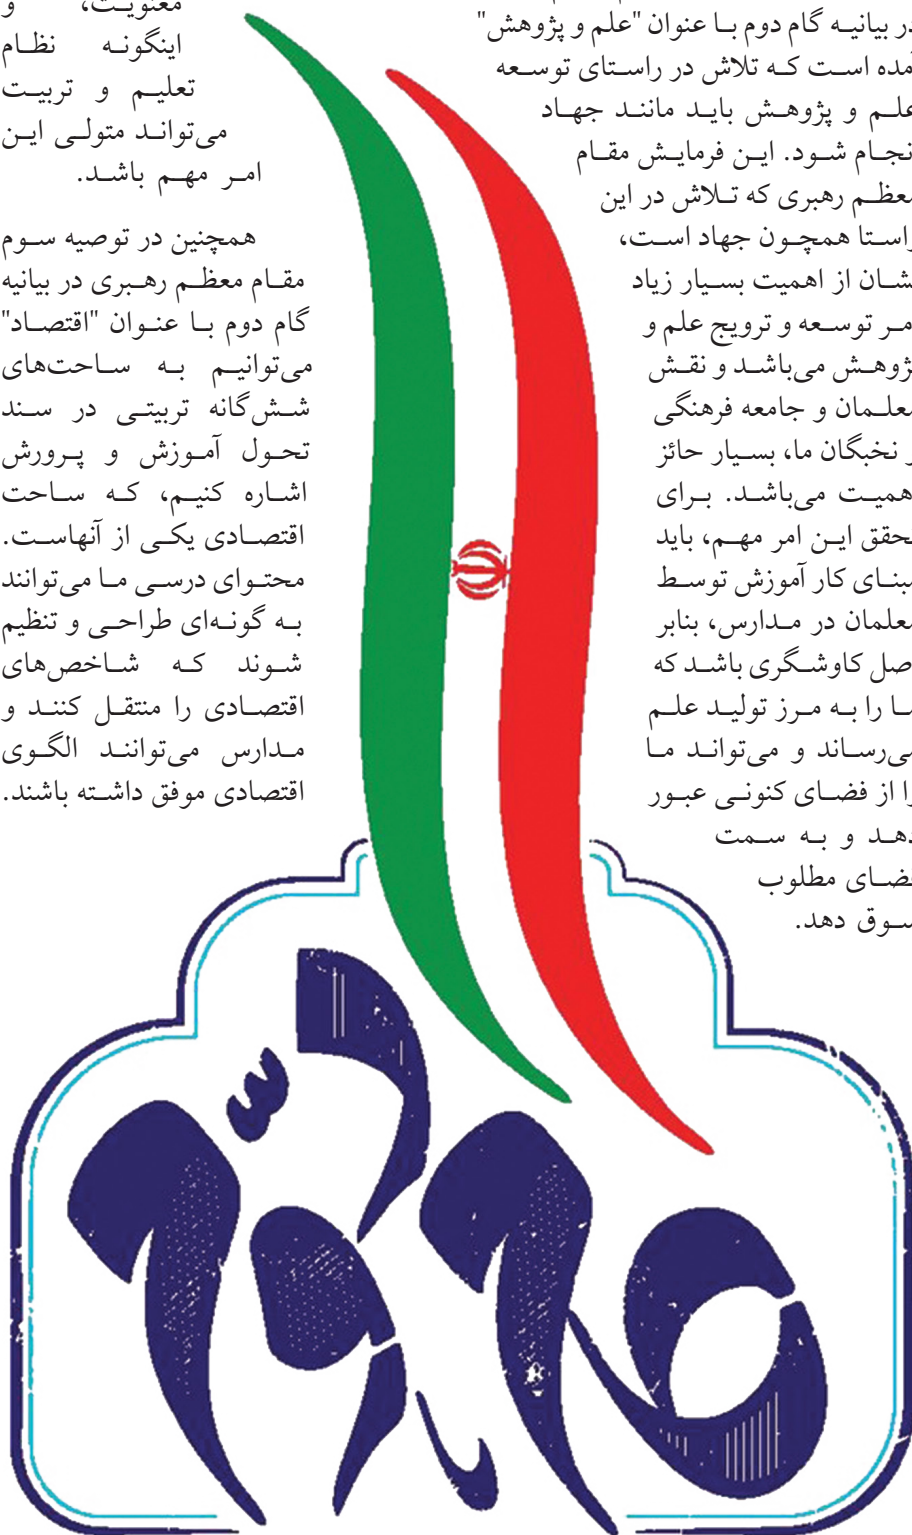 در بیانیه گام دوم با عنوان "علم و پژوهش"
آمده است که تلاش در راستای توسعه
علم و پژوهش باید مانند جهاد
انجام شود. این فرمایش مقام
معظم رهبری که تلاش در این
راستا همچون جهاد است،
نشان از اهمیت بسیار زیاد
امر توسعه و ترویج علم و
پژوهش می‌باشد و نقش
معلمان و جامعه فرهنگی
و نخبگان ما، بسیار حائز
اهمیت می‌باشد. برای
تحقق این امر مهم، باید
مبنای کار آموزش توسط
معلمان در مدارس، بنابر
اصل کاوشگری باشد که
ما را به مرز تولید علم
می‌رساند و می‌تواند ما
را از فضای کنونی عبور
دهد و به سمت
فضای مطلوب
سوق دهد.
معنویت، و
اینگونه نظام
تعلیم و تربیت
می‌تواند متولی این
امر مهم باشد.
همچنین در توصیه سوم
مقام معظم رهبری در بیانیه
گام دوم با عنوان "اقتصاد"
می‌توانیم به ساحت‌های
شش‌گانه تربیتی در سند
تحول آموزش و پرورش
اشاره کنیم، که ساحت
اقتصادی یکی از آنهاست.
محتوای درسی ما می‌توانند
به گونه‌ای طراحی و تنظیم
شوند که شاخص‌های
اقتصادی را منتقل کنند و
مدارس می‌توانند الگوی
اقتصادی موفق داشته باشند.